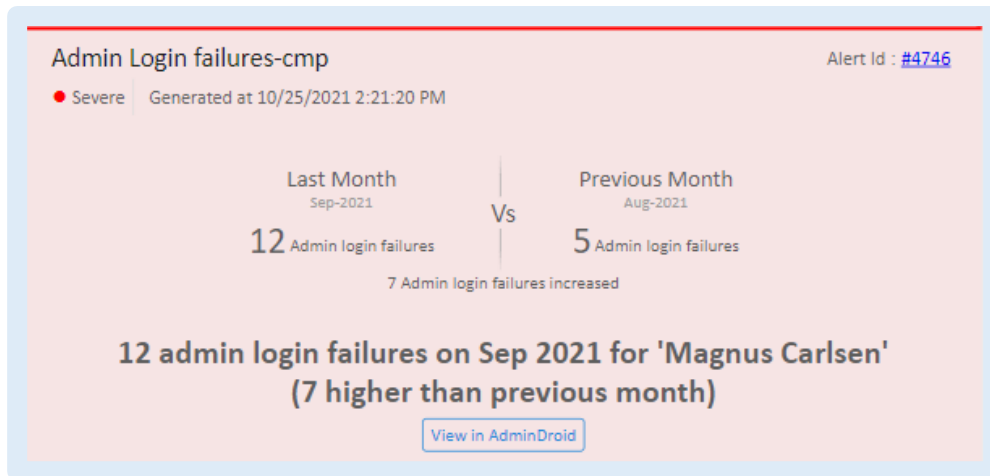 Admin Login failures-cmp
Alert Id : #4746
Severe Generated at 10/25/2021 2:21:20 PM
Last Month
Sep-2021
12 Admin login failures
Vs
Previous Month
Aug-2021
5 Admin login failures
7 Admin login failures increased
12 admin login failures on Sep 2021 for 'Magnus Carlsen'
(7 higher than previous month)
View in AdminDroid